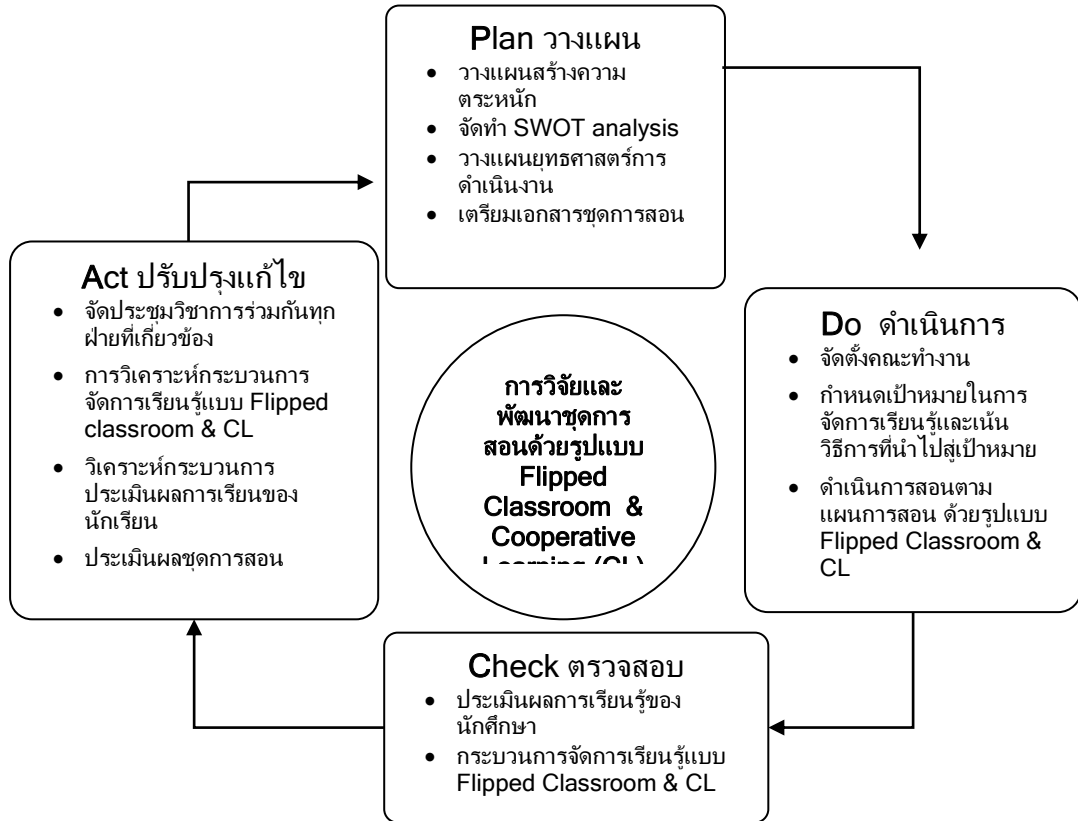 Plan วางแผน
• วางแผนสร้างความ
ตระหนัก
• จัดทำ SWOT analysis
• วางแผนยุทธศาสตร์การ
ดำเนินงาน
• เตรียมเอกสารชุดการสอน
Do ดำเนินการ
• จัดตั้งคณะทำงาน
• กำหนดเป้าหมายในการ
จัดการเรียนรู้และเน้น
วิธีการที่นำไปสู่เป้าหมาย
• ดำเนินการสอนตาม
แผนการสอน ด้วยรูปแบบ
Flipped Classroom &
CL
Check ตรวจสอบ
• ประเมินผลการเรียนรู้ของ
นักศึกษา
• กระบวนการจัดการเรียนรู้แบบ
Flipped Classroom & CL
Act ปรับปรุงแก้ไข
• จัดประชุมวิชาการร่วมกันทุก
ฝ่ายที่เกี่ยวข้อง
• การวิเคราะห์กระบวนการ
จัดการเรียนรู้แบบ Flipped
classroom & CL
• วิเคราะห์กระบวนการ
ประเมินผลการเรียนของ
นักเรียน
• ประเมินผลชุดการสอน
การวิจัยและ
พัฒนาชุดการ
สอนด้วยรูปแบบ
Flipped
Classroom &
Cooperative
Learning (CL)